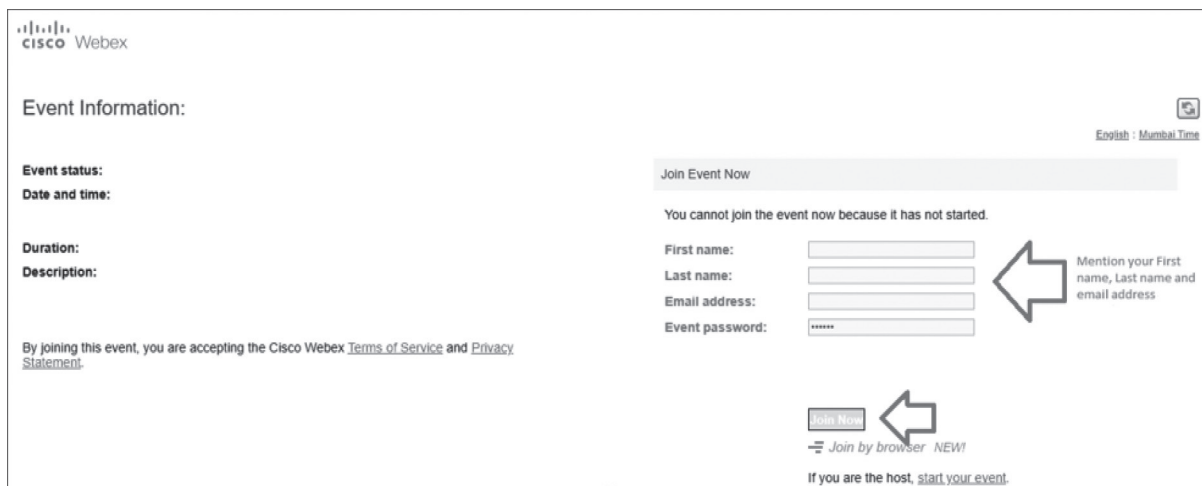 CISCO Webex
Event Information:
English : Mumbai Time
Event status:
Date and time:
Duration:
Description:
By joining this event, you are accepting the Cisco Webex Terms of Service and Privacy
Statement.
Join Event Now
You cannot join the event now because it has not started.
First name:
Last name:
Email address:
Event password:
••••••
Mention your First
name, Last name and
email address
Join Now
Join by browser NEW!
If you are the host, start your event.